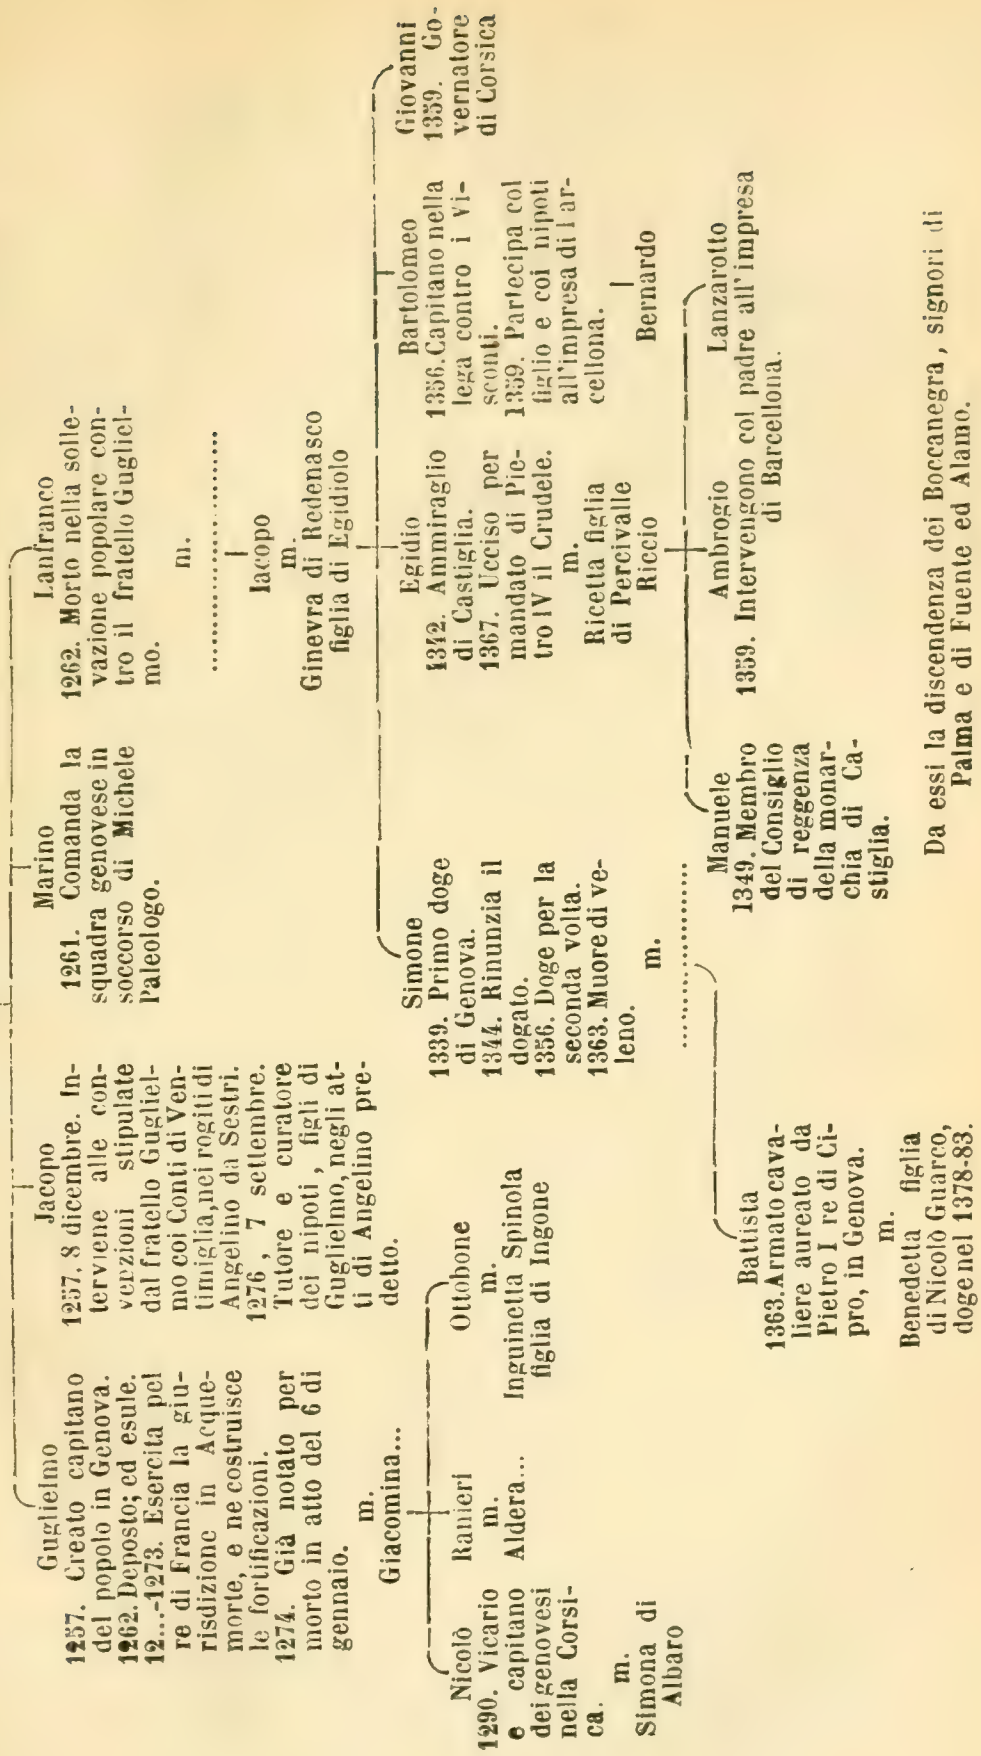 Guglielmo
1257. Creato capitano
del popolo in Genova.
1262. Deposto; ed esule.
12...-1273. Esercita pel
re di Francia la giu-
risdizione in Acque-
morte, e ne costruisce
le fortificazioni.
1274. Già notato per
morto in atto del 6 di
gennaio.
m.
Giacomina...
Jacopo
1257. 8 dicembre. In-
terviene alle con-
venzioni stipulate
dal fratello Gugliel-
mo coi Conti di Ven-
timiglia, nei rogiti di
Angelino da Sestri.
1276, 7 settembre.
Tutore e curatore
dei nipoti, figli di
Guglielmo, negli at-
ti di Angelino pre-
detto.
Marino
1261. Comanda la
squadra genovese in
soccorso di Michele
Paleologo.
Lanfranco
1262. Morto nella solle-
vazione popolare con-
tro il fratello Gugliel-
mo.
m.
....................
Iacopo
m.
Ginevra di Redenasco
figlia di Egidiolo
Nicolò
1290. Vicario
e capitano
dei genovesi
nella Corsi-
ca.
m.
Simona di
Albaro
Ranieri
m.
Aldera...
Ottobone
m.
Inguinetta Spinola
figlia di Ingone
Simone
1339. Primo doge
di Genova.
1344. Rinunzia il
dogato.
1356. Doge per la
seconda volta.
1363. Muore di ve-
leno.
m.
....................
Egidio
1342. Ammiraglio
di Castiglia.
1367. Ucciso per
mandato di Pie-
tro IV il Crudele.
m.
Ricetta figlia
di Percivalle
Riccio
Bartolomeo
1356. Capitano nella
lega contro i Vi-
sconti.
1359. Partecipa col
figlio e coi nipoti
all'impresa di Bar-
cellona.
Bernardo
Giovanni
1359. Go-
vernatore
di Corsica
Battista
1363. Armato cava-
liere aureato da
Pietro I re di Ci-
pro, in Genova.
m.
Benedetta figlia
di Nicolò Guarco,
doge nel 1378-83.
Manuele
1349. Membro
del Consiglio
di reggenza
della monar-
chia di Ca-
stiglia.
Ambrogio Lanzarotto
1359. Intervengono col padre all'impresa
di Barcellona.
Da essi la discendenza dei Boccanegra, signori di
Palma e di Fuente ed Alamo.